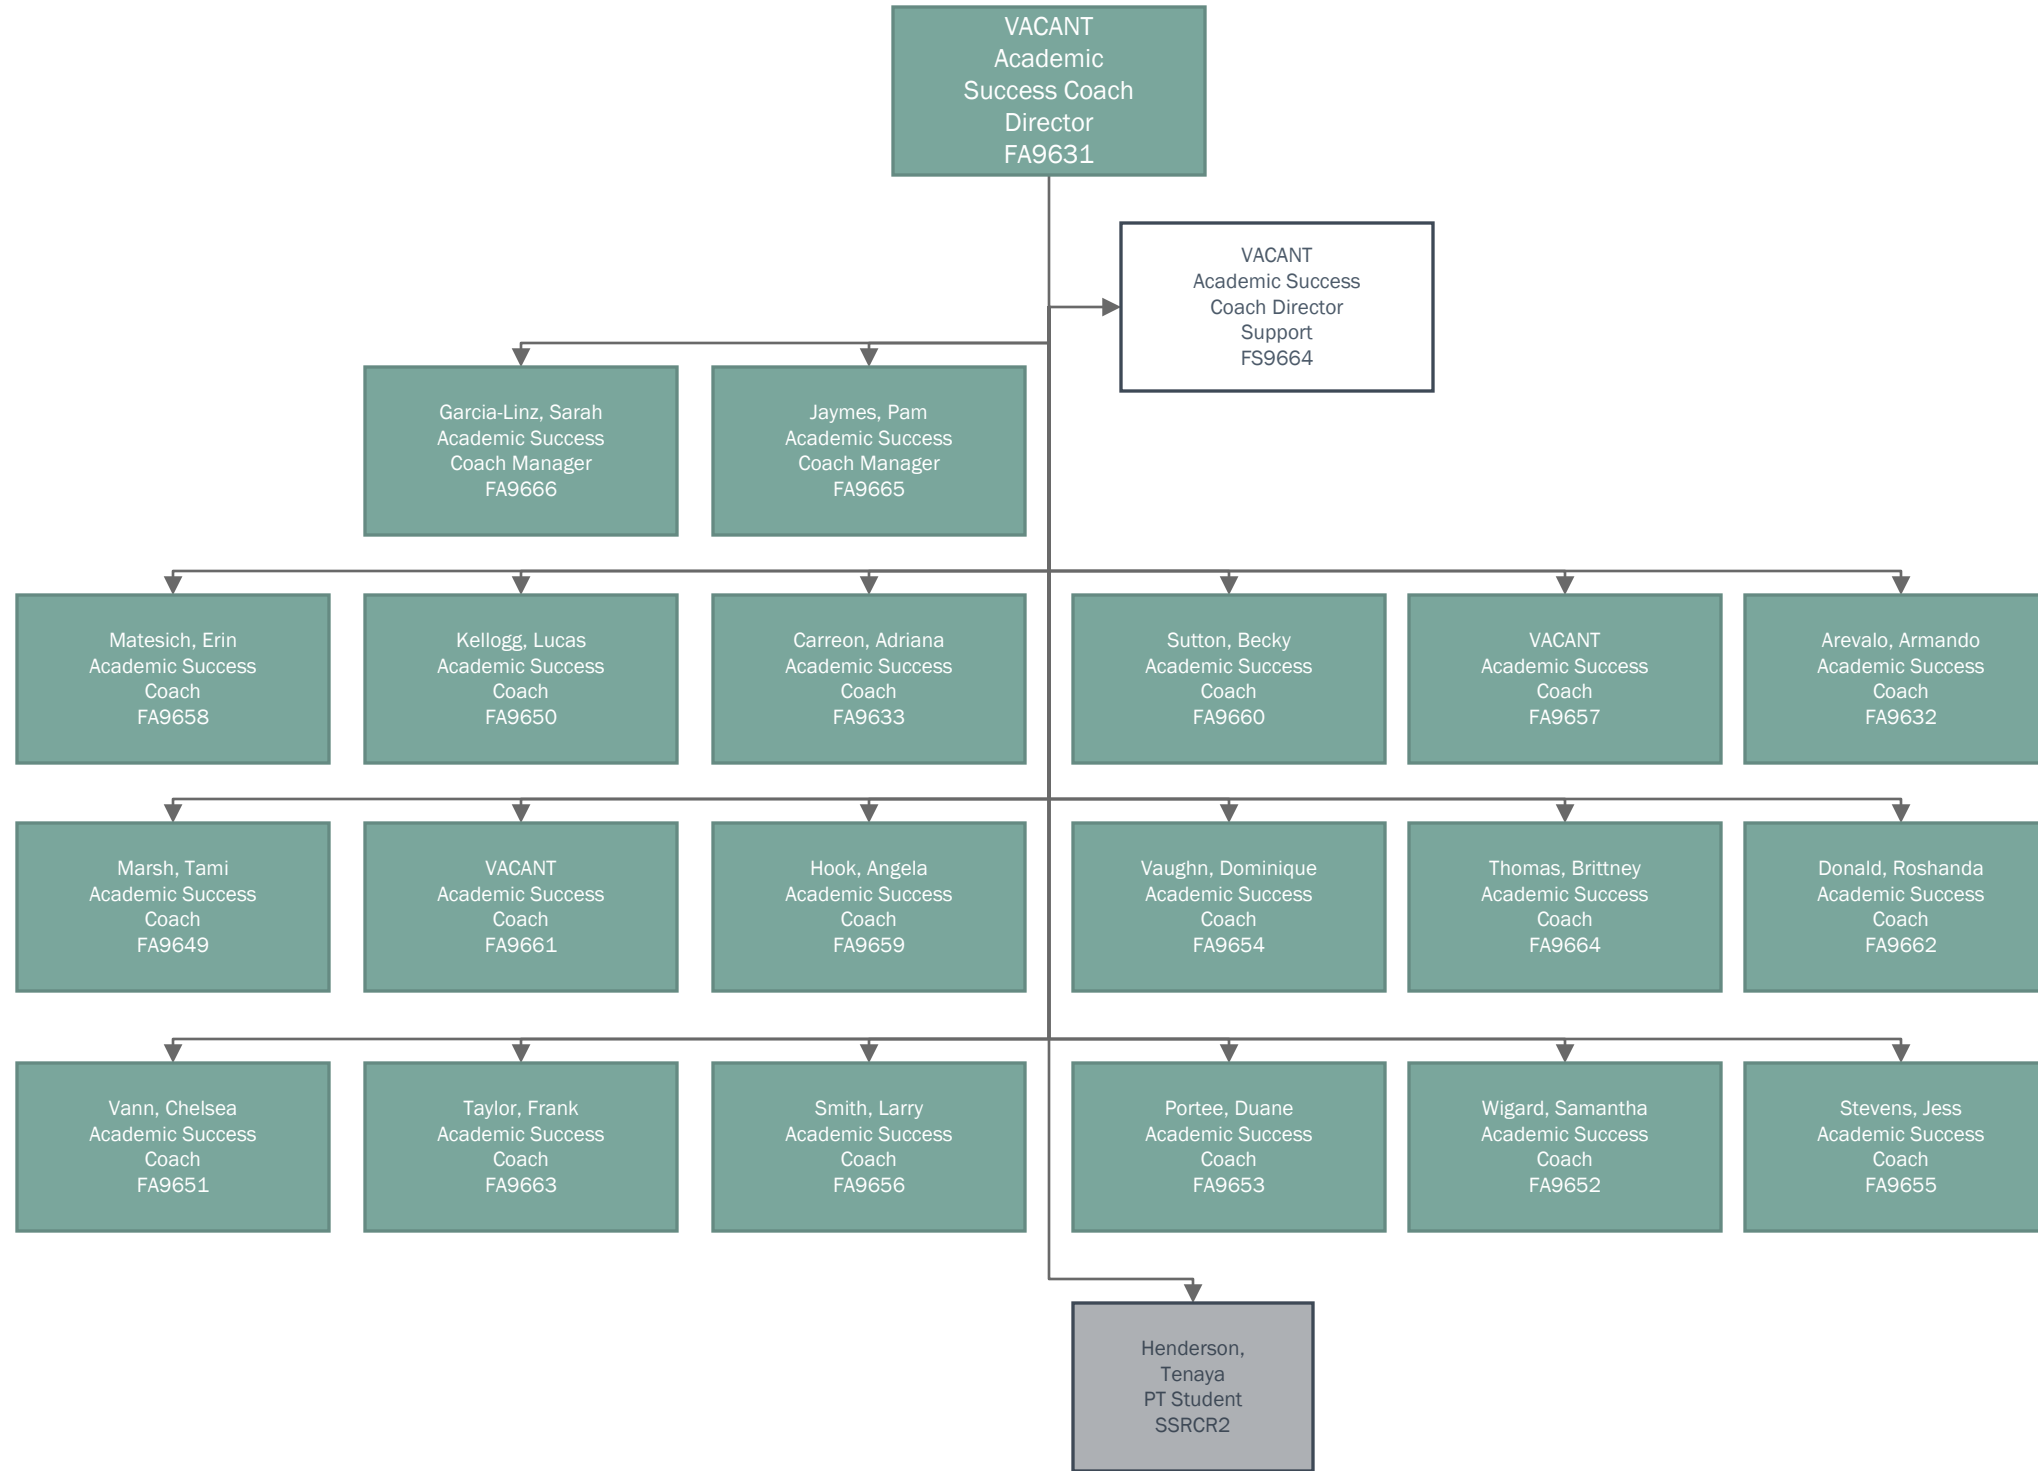 VACANT
Academic
Success Coach
Director
FA9631
VACANT
Academic Success
Coach Director
Support
FS9664
Garcia-Linz, Sarah
Academic Success
Coach Manager
FA9666
Jaymes, Pam
Academic Success
Coach Manager
FA9665
Matesich, Erin
Academic Success
Coach
FA9658
Kellogg, Lucas
Academic Success
Coach
FA9650
Carreon, Adriana
Academic Success
Coach
FA9633
Sutton, Becky
Academic Success
Coach
FA9660
VACANT
Academic Success
Coach
FA9657
Arevalo, Armando
Academic Success
Coach
FA9632
Marsh, Tami
Academic Success
Coach
FA9649
VACANT
Academic Success
Coach
FA9661
Hook, Angela
Academic Success
Coach
FA9659
Vaughn, Dominique
Academic Success
Coach
FA9654
Thomas, Brittney
Academic Success
Coach
FA9664
Donald, Roshanda
Academic Success
Coach
FA9662
Vann, Chelsea
Academic Success
Coach
FA9651
Taylor, Frank
Academic Success
Coach
FA9663
Smith, Larry
Academic Success
Coach
FA9656
Portee, Duane
Academic Success
Coach
FA9653
Wigard, Samantha
Academic Success
Coach
FA9652
Stevens, Jess
Academic Success
Coach
FA9655
Henderson,
Tenaya
PT Student
SSRCR2